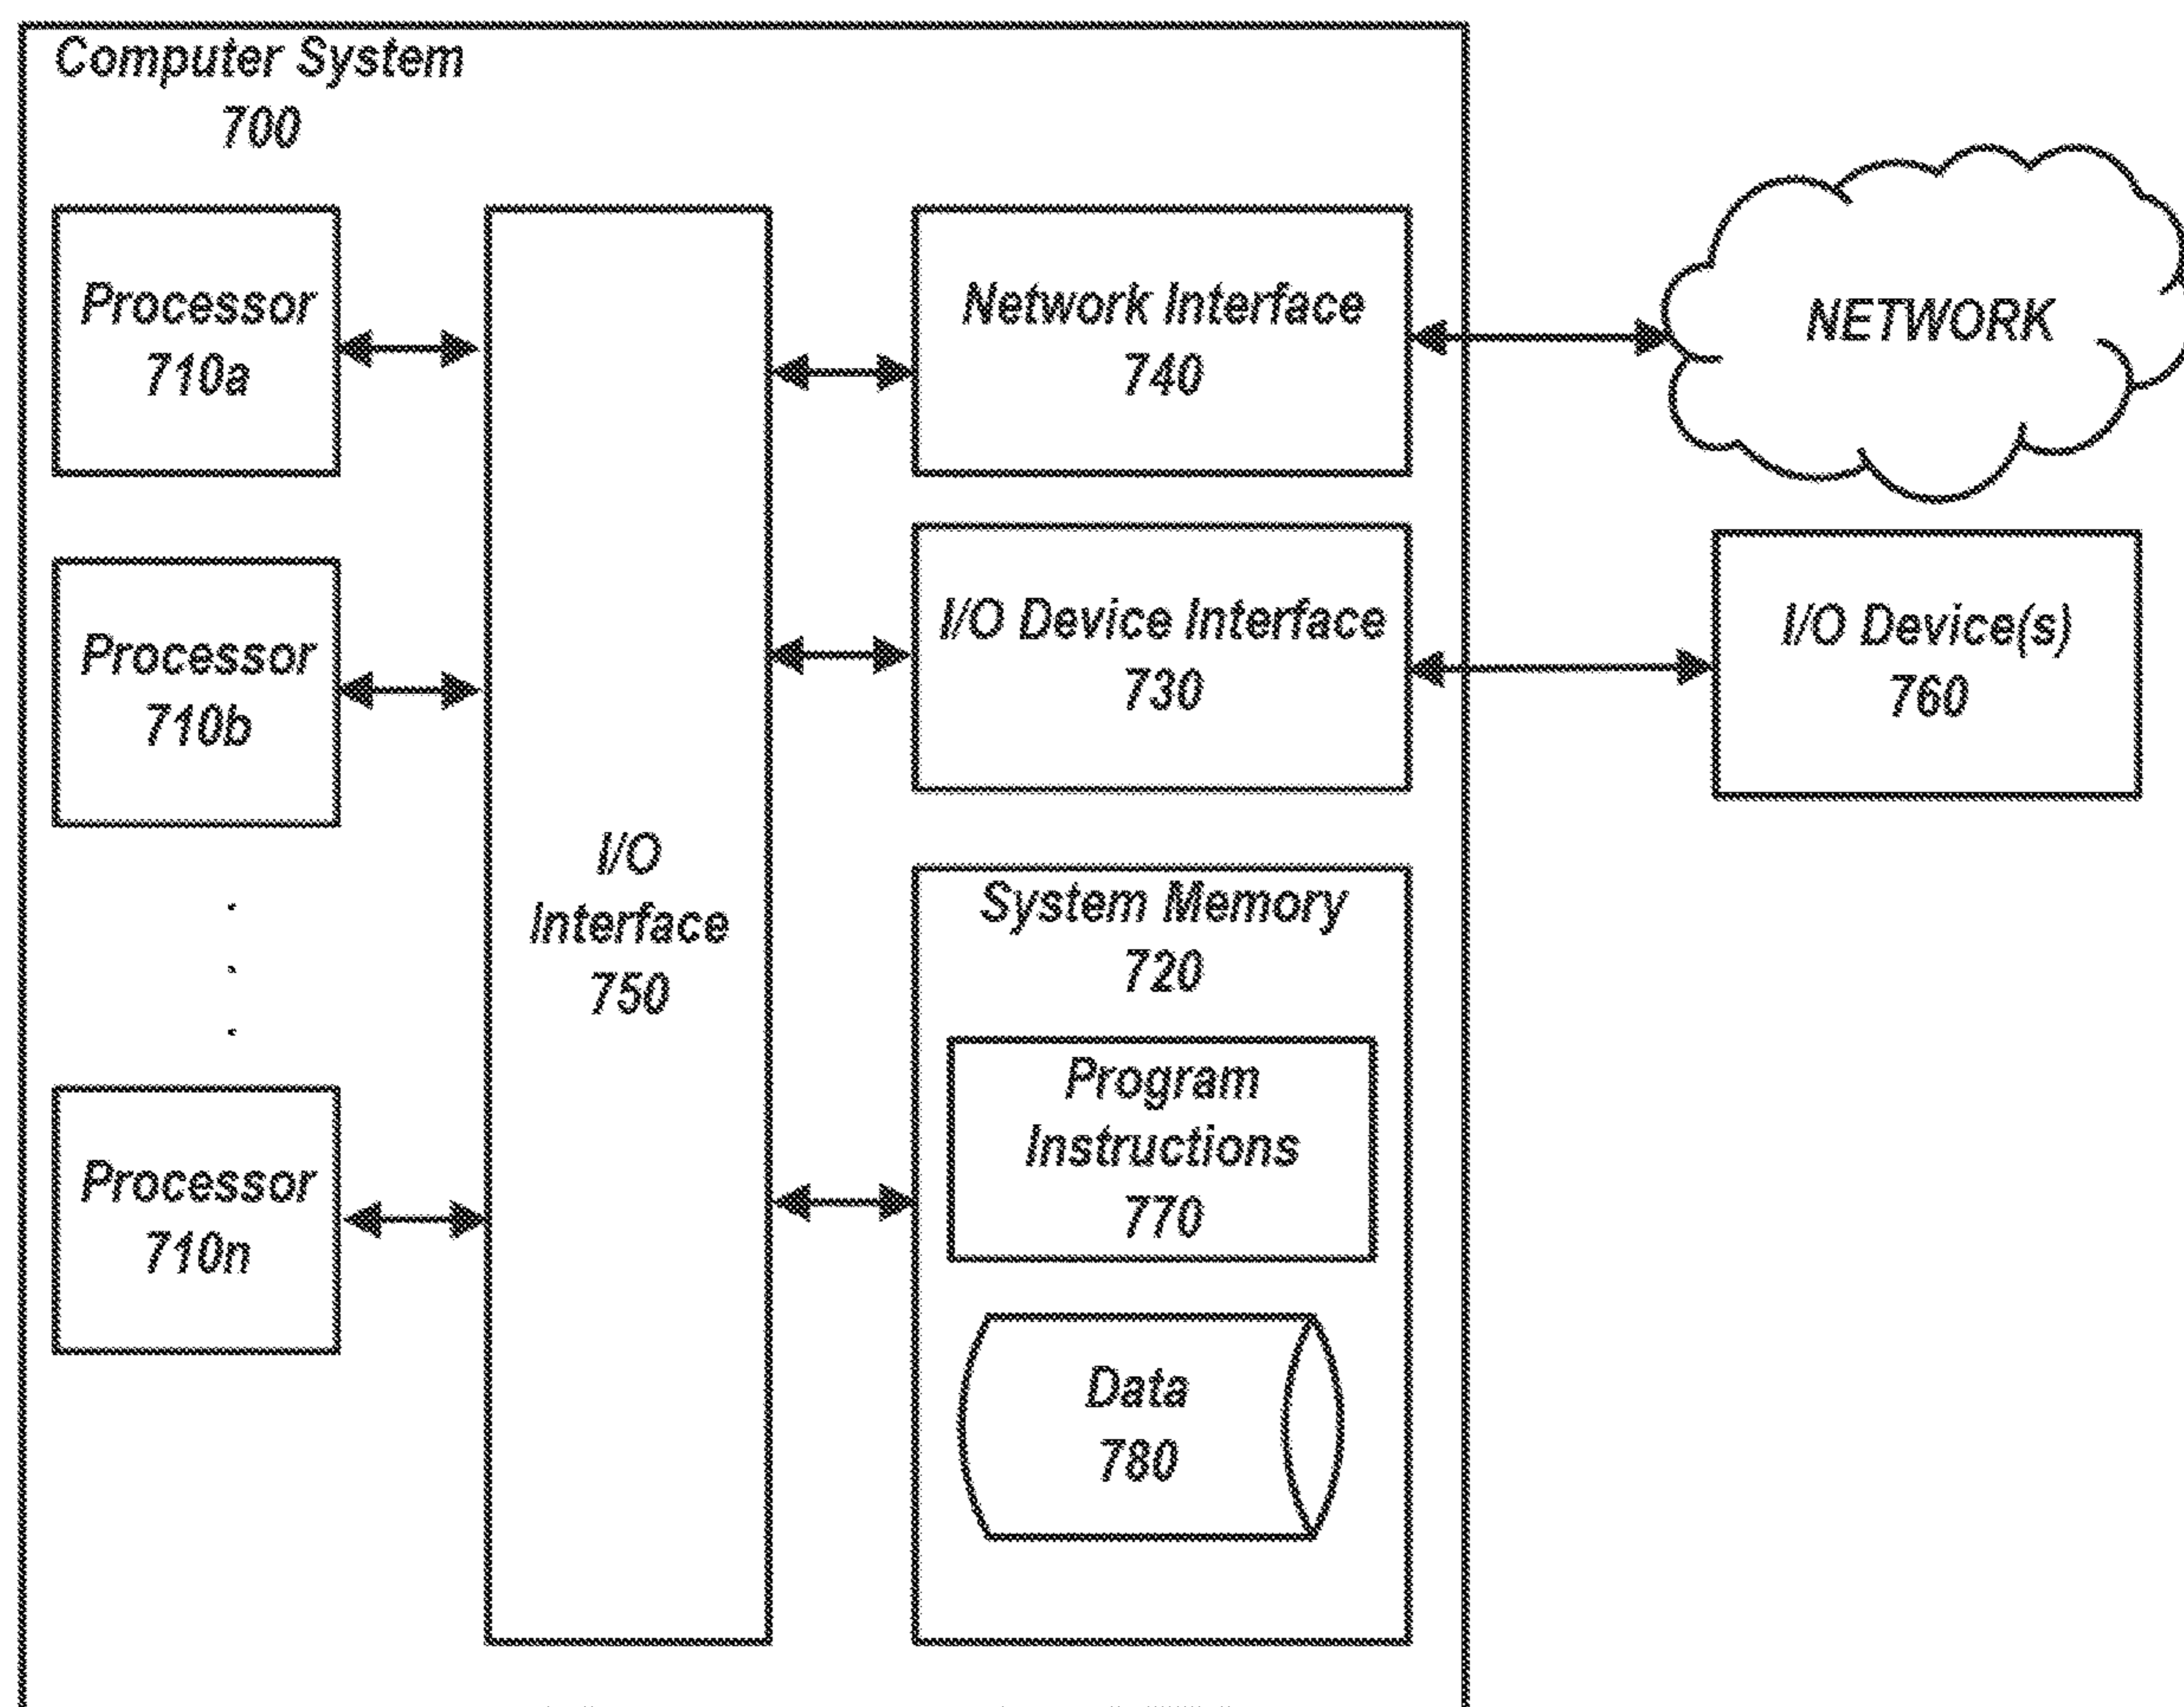 Computer System
700
Processor
710a
Processor
710b
.
.
.
Processor
710n
I/O
Interface
750
Network Interface
740
I/O Device Interface
730
System Memory
720
Program
Instructions
770
Data
780
NETWORK
I/O Device(s)
760